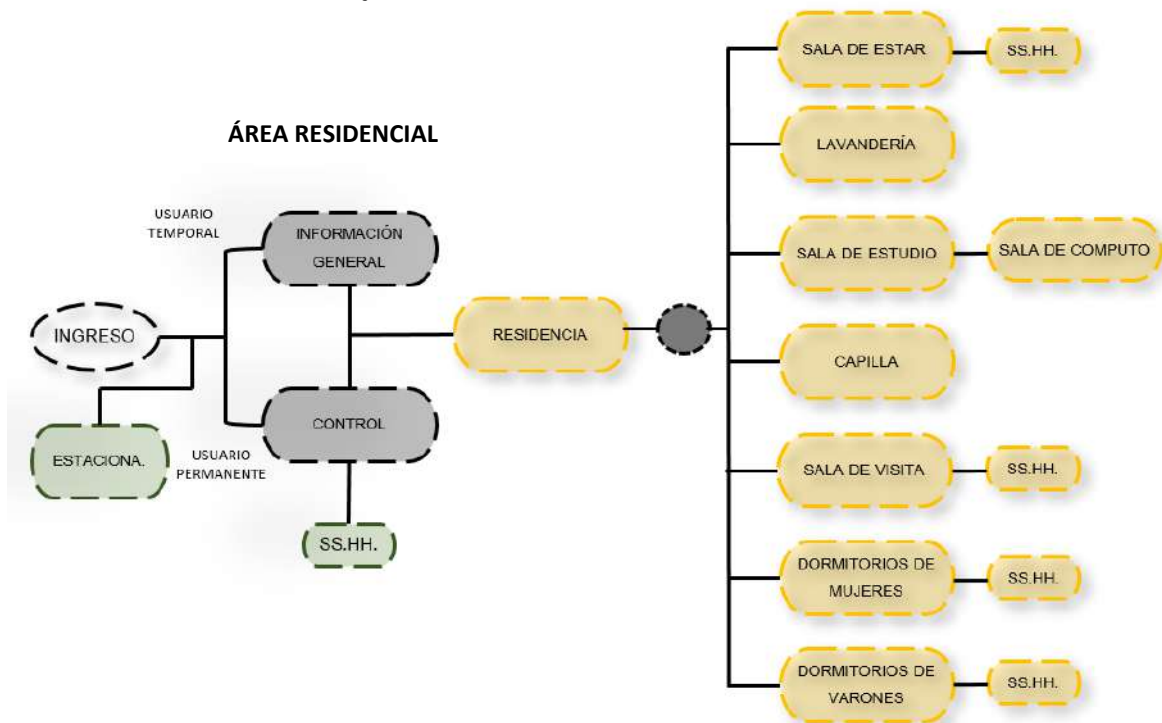 ÁREA RESIDENCIAL
USUARIO
TEMPORAL
INFORMACIÓN
GENERAL
INGRESO
ESTACIONA.
USUARIO
PERMANENTE
CONTROL
SS.HH.
RESIDENCIA
SALA DE ESTAR
SS.HH.
LAVANDERÍA
SALA DE ESTUDIO
SALA DE COMPUTO
CAPILLA
SALA DE VISITA
SS.HH.
DORMITORIOS DE
MUJERES
SS.HH.
DORMITORIOS DE
VARONES
SS.HH.